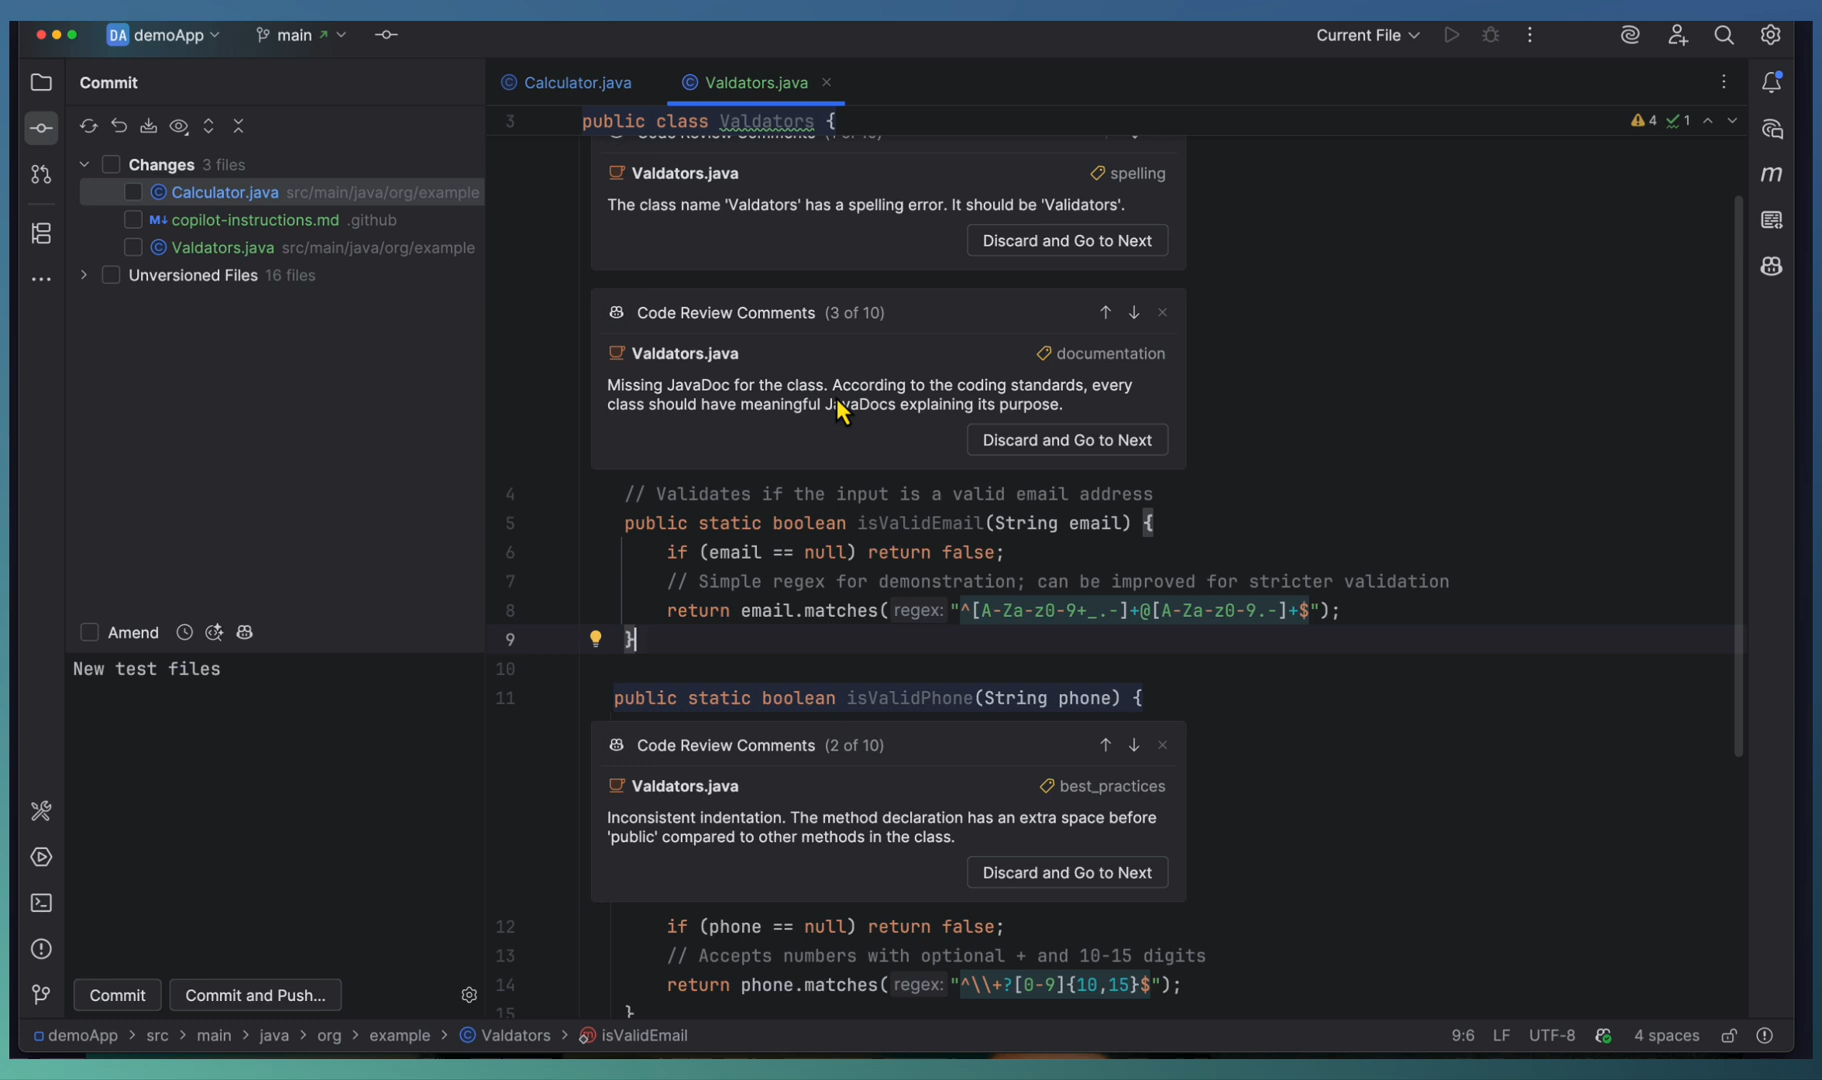 DA demoApp
main
Current File
Commit
Changes 3 files
Calculator.java src/main/java/org/example
M↓ copilot-instructions.md .github
Valdators.java src/main/java/org/example
Unversioned Files 16 files
Amend
New test files
Commit
Commit and Push...
Calculator.java
Valdators.java
3 public class Valdators {
4 1
Code Review Comments (1 of 10)
Valdators.java
spelling
The class name 'Valdators' has a spelling error. It should be 'Validators'.
Discard and Go to Next
Code Review Comments (3 of 10)
Valdators.java
documentation
Missing JavaDoc for the class. According to the coding standards, every
class should have meaningful JavaDocs explaining its purpose.
Discard and Go to Next
4 // Validates if the input is a valid email address
5 public static boolean isValidEmail(String email) {
6 if (email == null) return false;
7 // Simple regex for demonstration; can be improved for stricter validation
8 return email.matches( regex: "^[A-Za-z0-9+_.-]+@[A-Za-z0-9.-]+$");
9 }
10
11 public static boolean isValidPhone(String phone) {
Code Review Comments (2 of 10)
Valdators.java
best_practices
Inconsistent indentation. The method declaration has an extra space before
'public' compared to other methods in the class.
Discard and Go to Next
12 if (phone == null) return false;
13 // Accepts numbers with optional + and 10-15 digits
14 return phone.matches( regex: "^\\+?[0-9]{10,15}$");
15 }
m
demoApp > src > main > java > org > example > Valdators > isValidEmail
9:6 LF UTF-8 4 spaces